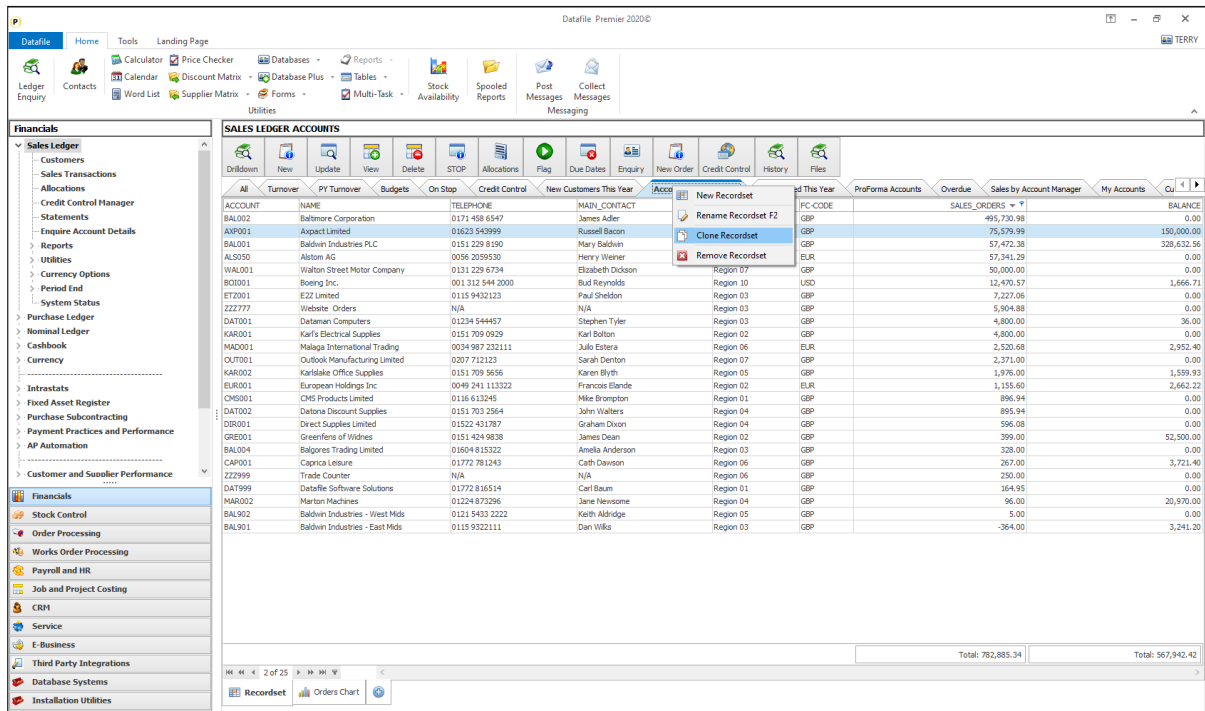 (P)
Datafile Premier 2020©
Datafile Home Tools Landing Page TERRY
Ledger Enquiry
Contacts
Calculator Price Checker
Calendar Discount Matrix
Word List Supplier Matrix
Databases Reports
Database Plus Tables
Forms Multi-Task
Utilities
Stock Availability
Spooled Reports
Post Messages
Collect Messages
Messaging
Financials
Sales Ledger
Customers
Sales Transactions
Allocations
Credit Control Manager
Statements
Enquire Account Details
Reports
Utilities
Currency Options
Period End
System Status
Purchase Ledger
Nominal Ledger
Cashbook
Currency
Intrastats
Fixed Asset Register
Purchase Subcontracting
Payment Practices and Performance
AP Automation
Customer and Supplier Performance
Financials
Stock Control
Order Processing
Works Order Processing
Payroll and HR
Job and Project Costing
CRM
Service
E-Business
Third Party Integrations
Database Systems
Installation Utilities
SALES LEDGER ACCOUNTS
Drilldown New Update View Delete STOP Allocations Flag Due Dates Enquiry New Order Credit Control History Files
All Turnover PY Turnover Budgets On Stop Credit Control New Customers This Year Acco ed This Year ProForma Accounts Overdue Sales by Account Manager My Accounts Cu
New Recordset
Rename Recordset F2
Clone Recordset
Remove Recordset
ACCOUNT NAME TELEPHONE MAIN_CONTACT FC-CODE SALES_ORDERS BALANCE
BAL002 Baltimore Corporation 0171 458 6547 James Adler GBP 495,730.98 0.00
AXP001 Axpact Limited 01623 543999 Russell Bacon GBP 75,579.99 150,000.00
BAL001 Baldwin Industries PLC 0151 229 8190 Mary Baldwin GBP 57,472.38 328,632.56
ALS050 Alstom AG 0056 2059530 Henry Weiner EUR 57,341.29 0.00
WAL001 Walton Street Motor Company 0131 229 6734 Elizabeth Dickson Region 07 GBP 50,000.00 0.00
BOI001 Boeing Inc. 001 312 544 2000 Bud Reynolds Region 10 USD 12,470.57 1,666.71
ETZ001 E2Z Limited 0115 9432123 Paul Sheldon Region 03 GBP 7,227.06 0.00
ZZZ777 Website Orders N/A N/A Region 03 GBP 5,904.88 0.00
DAT001 Dataman Computers 01234 544457 Stephen Tyler Region 03 GBP 4,800.00 36.00
KAR001 Karl's Electrical Supplies 0151 709 0929 Karl Bolton Region 02 GBP 4,800.00 0.00
MAD001 Malaga International Trading 0034 987 232111 Juilo Estera Region 06 EUR 2,520.68 2,952.40
OUT001 Outlook Manufacturing Limited 0207 712123 Sarah Denton Region 07 GBP 2,371.00 0.00
KAR002 Karlslake Office Supplies 0151 709 5656 Karen Blyth Region 05 GBP 1,976.00 1,559.93
EUR001 European Holdings Inc 0049 241 113322 Francois Elande Region 02 EUR 1,155.60 2,662.22
CMS001 CMS Products Limited 0116 613245 Mike Brompton Region 01 GBP 896.94 0.00
DAT002 Datona Discount Supplies 0151 703 2564 John Walters Region 04 GBP 895.94 0.00
DIR001 Direct Supplies Limited 01522 431787 Graham Dixon Region 04 GBP 596.08 0.00
GRE001 Greenfens of Widnes 0151 424 9838 James Dean Region 02 GBP 399.00 52,500.00
BAL004 Balgores Trading Limited 01604 815322 Amelia Anderson Region 03 GBP 328.00 0.00
CAP001 Caprica Leisure 01772 781243 Cath Dawson Region 06 GBP 267.00 3,721.40
ZZZ999 Trade Counter N/A N/A Region 06 GBP 250.00 0.00
DAT999 Datafile Software Solutions 01772 816514 Carl Baum Region 01 GBP 164.95 0.00
MAR002 Marton Machines 01224 873296 Jane Newsome Region 04 GBP 96.00 20,970.00
BAL902 Baldwin Industries - West Mids 0121 5433 2222 Keith Aldridge Region 05 GBP 5.00 0.00
BAL901 Baldwin Industries - East Mids 0115 9322111 Dan Wilks Region 03 GBP -364.00 3,241.20
Total: 782,885.34 Total: 567,942.42
2 of 25
Recordset Orders Chart